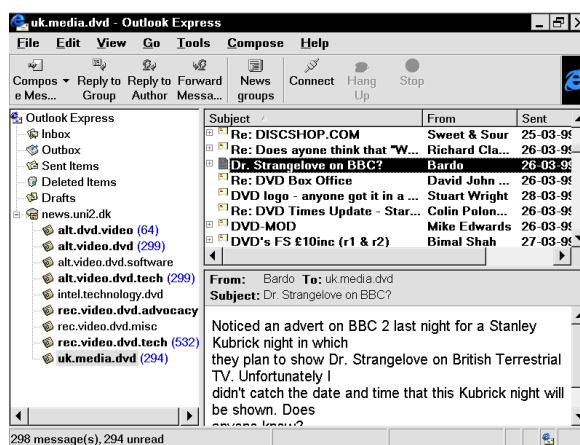 uk.media.dvd - Outlook Express
File Edit View Go Tools Compose Help
Compos e Mes... Reply to Group Reply to Author Forward Messa... News groups Connect Hang Up Stop
Outlook Express
Inbox
Outbox
Sent Items
Deleted Items
Drafts
news.uni2.dk
alt.dvd.video (64)
alt.video.dvd (299)
alt.video.dvd.software
alt.video.dvd.tech (299)
intel.technology.dvd
rec.video.dvd.advocacy
rec.video.dvd.misc
rec.video.dvd.tech (532)
uk.media.dvd (294)
Subject From Sent
Re: DISCSHOP.COM Sweet & Sour 25-03-99
Re: Does ayone think that "W... Richard Cla... 26-03-99
Dr. Strangelove on BBC? Bardo 26-03-99
Re: DVD Box Office David John ... 26-03-99
DVD logo - anyone got it in a ... Stuart Wright 28-03-99
Re: DVD Times Update - Star... Colin Polon... 26-03-99
DVD-MOD Mike Edwards 26-03-99
DVD's FS £10inc (r1 & r2) Bimal Shah 27-03-99
From: Bardo To: uk.media.dvd
Subject: Dr. Strangelove on BBC?
Noticed an advert on BBC 2 last night for a Stanley
Kubrick night in which
they plan to show Dr. Strangelove on British Terrestrial
TV. Unfortunately I
didn't catch the date and time that this Kubrick night will
be shown. Does
anyone know?
298 message(s), 294 unread